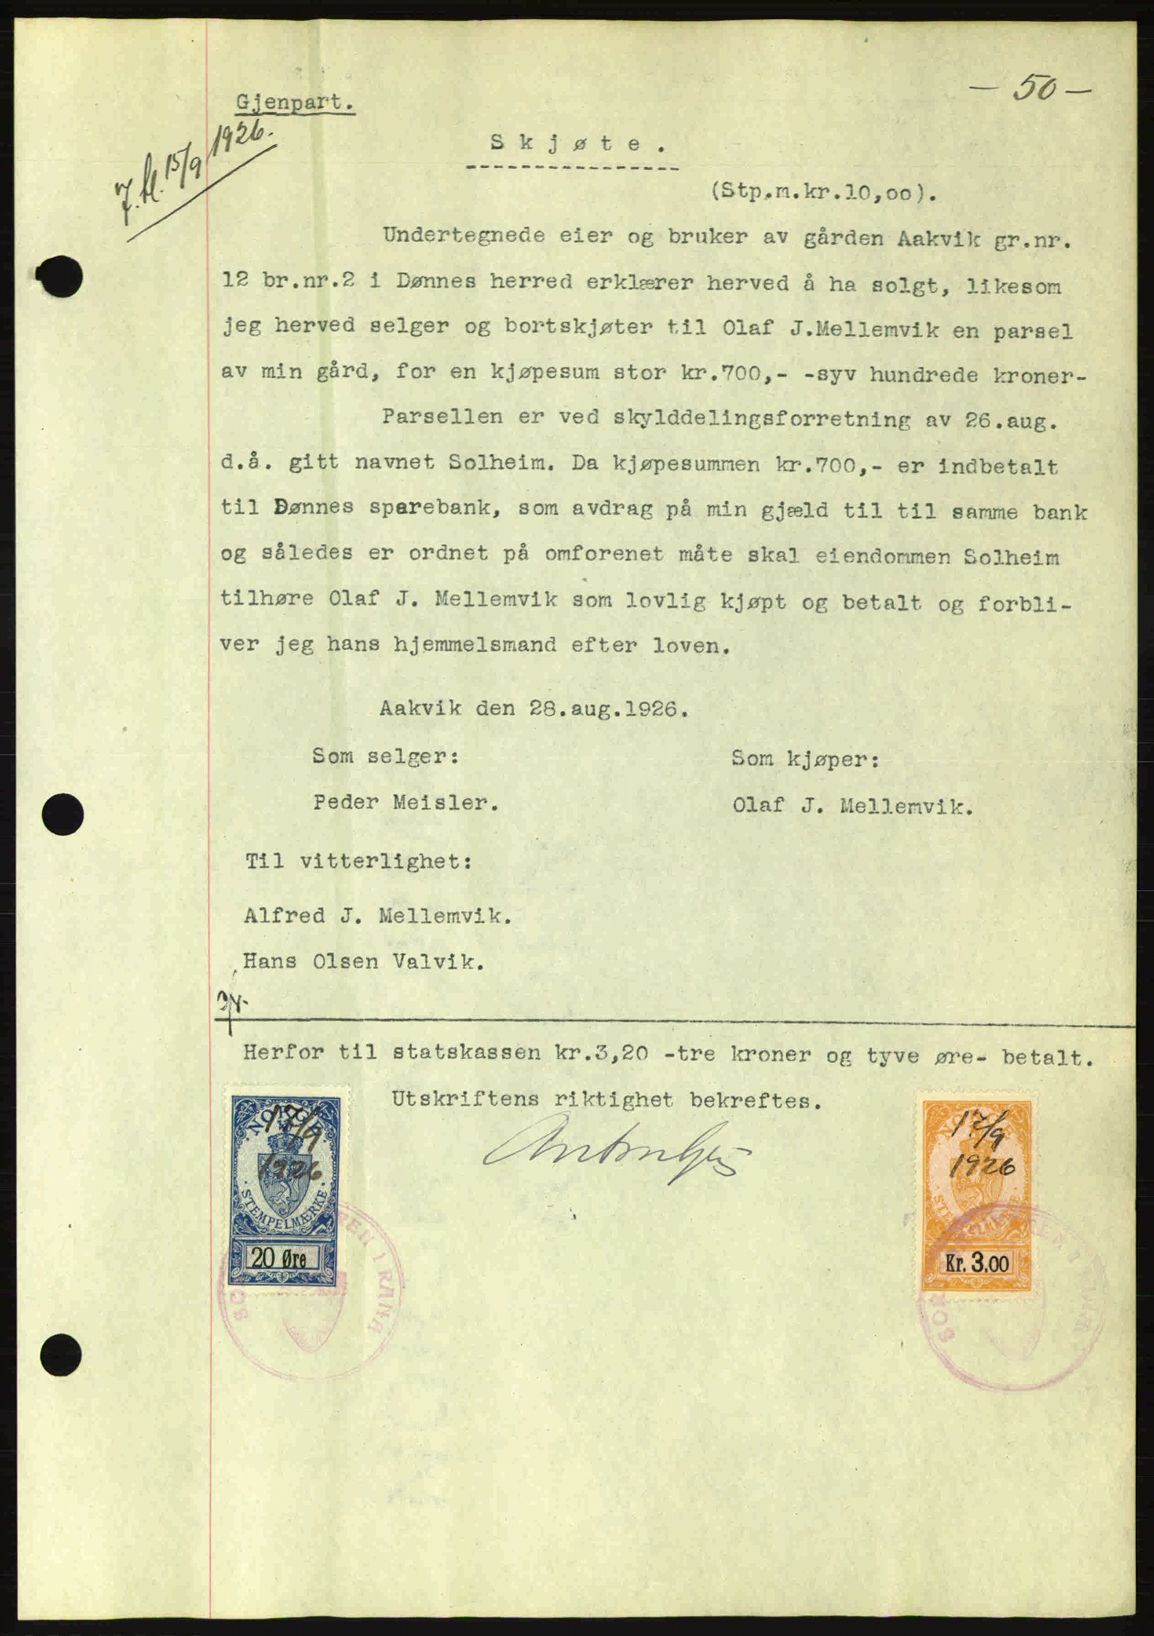 - 50 -
Gjenpart.
7. kl. 15/9 1926.
Skjøte.
(Stp.m.kr.10,oo).
Undertegnede eier og bruker av gården Aakvik gr.nr.
12 br.nr.2 i Dønnes herred erklærer herved å ha solgt, likesom
jeg herved selger og bortskjøter til Olaf J.Mellemvik en parsel
av min gård, for en kjøpesum stor kr.700,- -syv hundrede kroner-
Parsellen er ved skylddelingsforretning av 26.aug.
d.å. gitt navnet Solheim. Da kjøpesummen kr.700,- er indbetalt
til Dønnes sparebank, som avdrag på min gjæld til til samme bank
og således er ordnet på omforenet måte skal eiendommen Solheim
tilhøre Olaf J. Mellemvik som lovlig kjøpt og betalt og forbli-
ver jeg hans hjemmelsmand efter loven.
Aakvik den 28.aug.1926.
Som selger:
Peder Meisler.
Som kjøper:
Olaf J. Mellemvik.
Til vitterlighet:
Alfred J. Mellemvik.
Hans Olsen Valvik.
Herfor til statskassen kr.3,20 -tre kroner og tyve øre- betalt.
Utskriftens riktighet bekreftes.
NORGE
17/9
1926
STEMPELMÆRKE
20 Øre
17/9
1926
Kr. 3.00